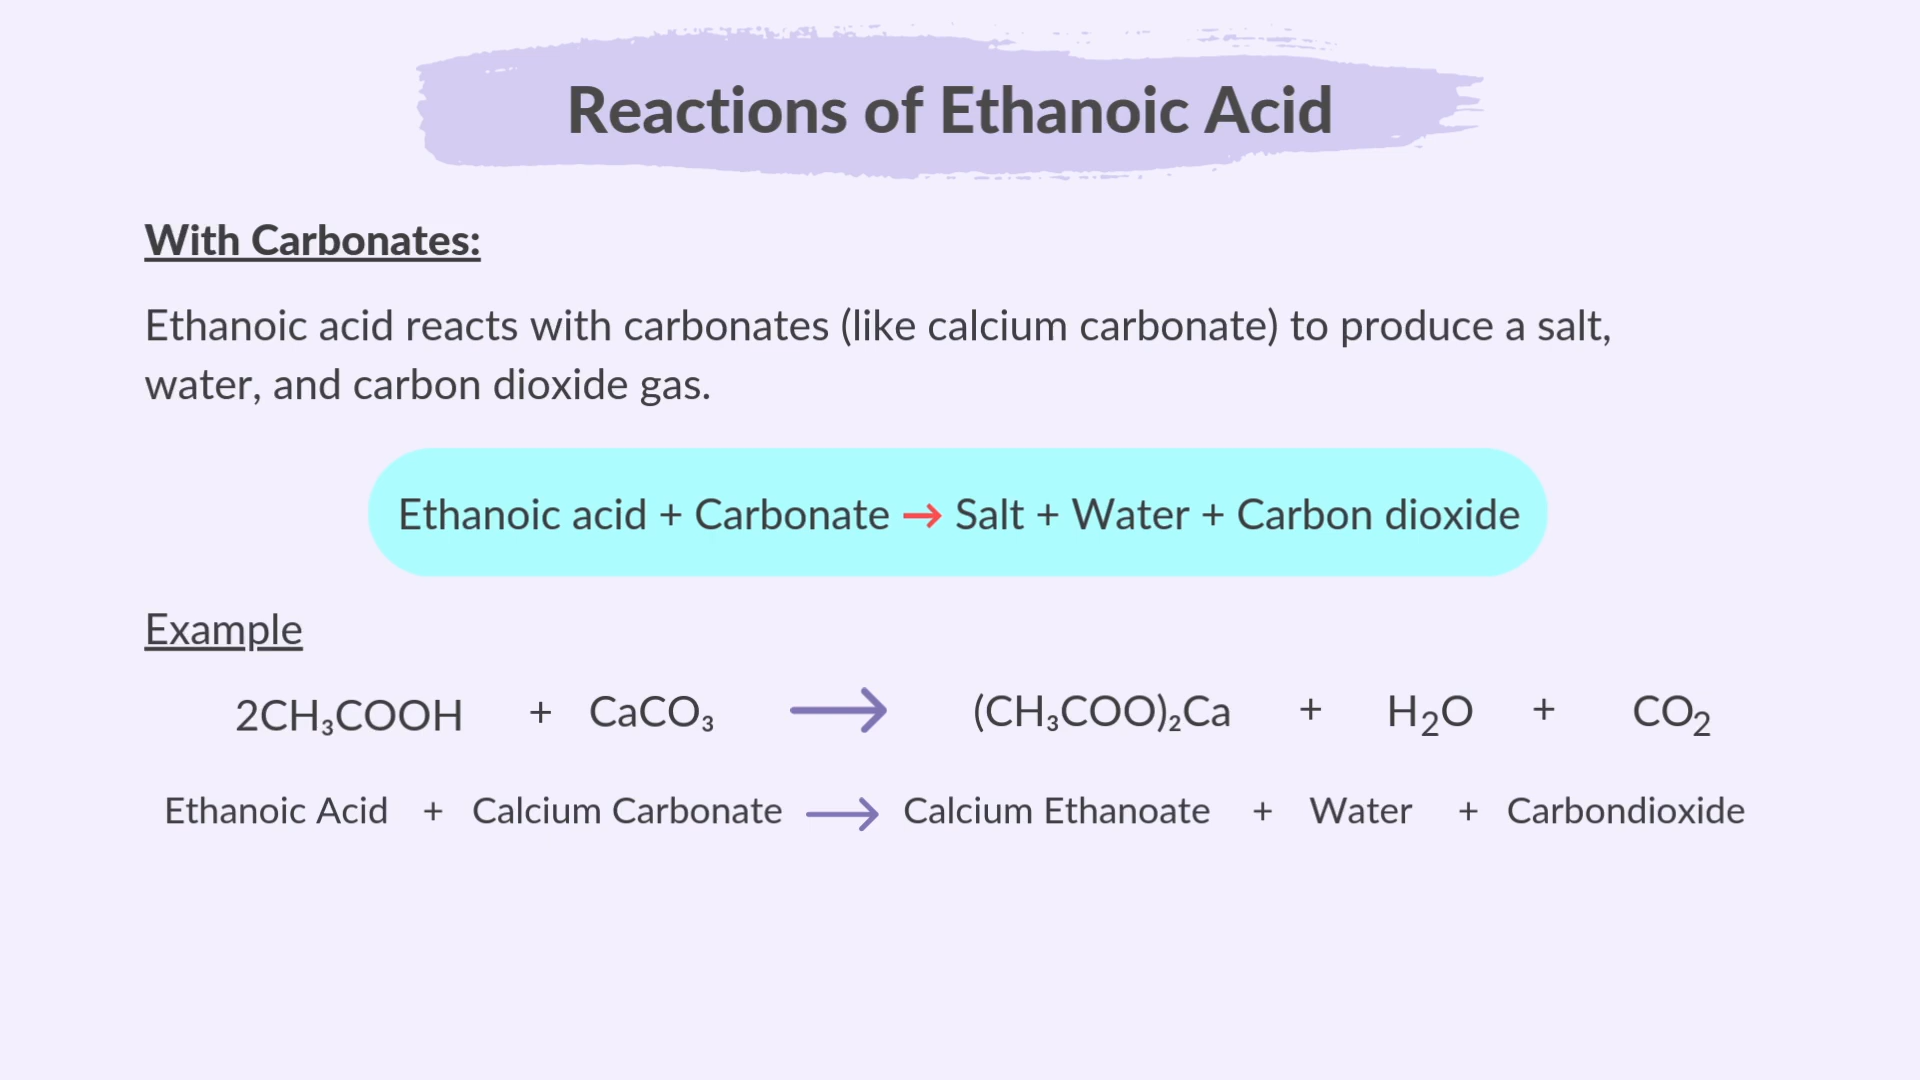 Reactions of Ethanoic Acid
With Carbonates:
Ethanoic acid reacts with carbonates (like calcium carbonate) to produce a salt,
water, and carbon dioxide gas.
Ethanoic acid + Carbonate → Salt + Water + Carbon dioxide
Example
2CH₃COOH + CaCO₃ → (CH₃COO)₂Ca + H₂O + CO₂
Ethanoic Acid + Calcium Carbonate → Calcium Ethanoate + Water + Carbondioxide